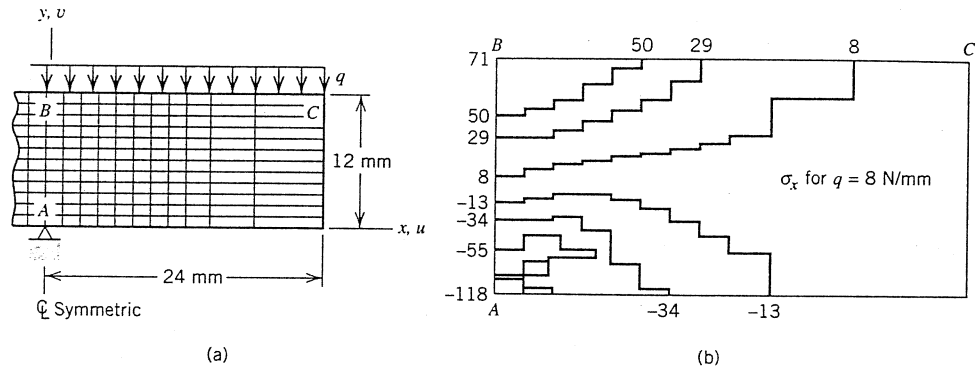 y, υ
q
B
C
12 mm
A
x, u
24 mm
℄ Symmetric
(a)
B
50
29
8
C
71
50
29
8
-13
-34
-55
-118
A
-34
-13
σx for q = 8 N/mm
(b)